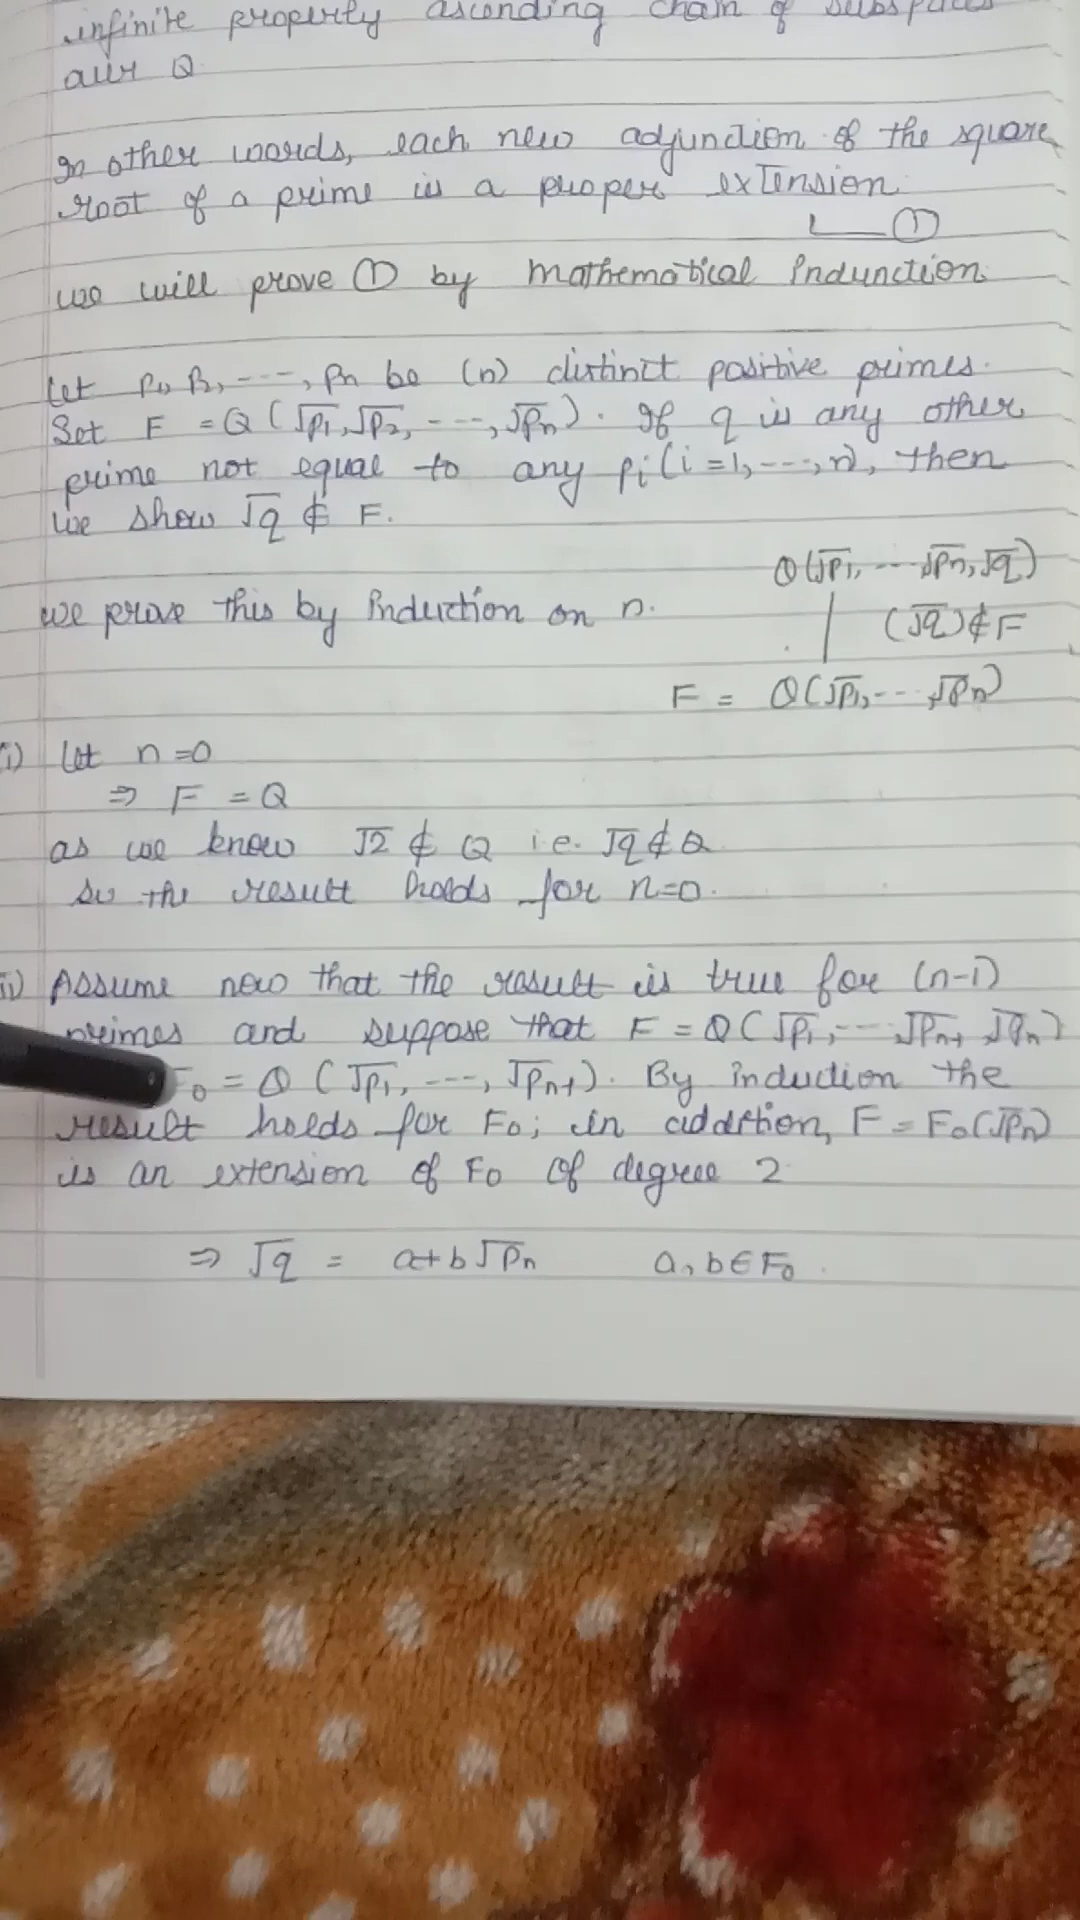 infinite property ascending chain of subspaces
over Q
In other words, each new adjunction of the square
root of a prime is a proper extension
①
we will prove ① by Mathematical Indunction.
Let p₁, p₂, ---, pn be (n) distinct positive primes.
Set F = Q(√p₁, √p₂, ---, √pn). If q is any other
prime not equal to any pi (i=1, ---, n), then
we show √q ∉ F.
Q(√p₁, --- √pn, √q)
we prove this by induction on n.
(√q) ∉ F
F = Q(√p₁, --- √pn)
i) Let n=0
⇒ F = Q
as we know √2 ∉ Q i.e. √q ∉ Q
so the result holds for n=0.
ii) Assume now that the result is true for (n-1)
primes and suppose that F = Q(√p₁, --- √pn-1, √pn)
F₀ = Q (√p₁, ---, √pn-1). By induction the
result holds for F₀; in addition, F = F₀(√pn)
is an extension of F₀ of degree 2
⇒ √q = a+b√pn a, b ∈ F₀.